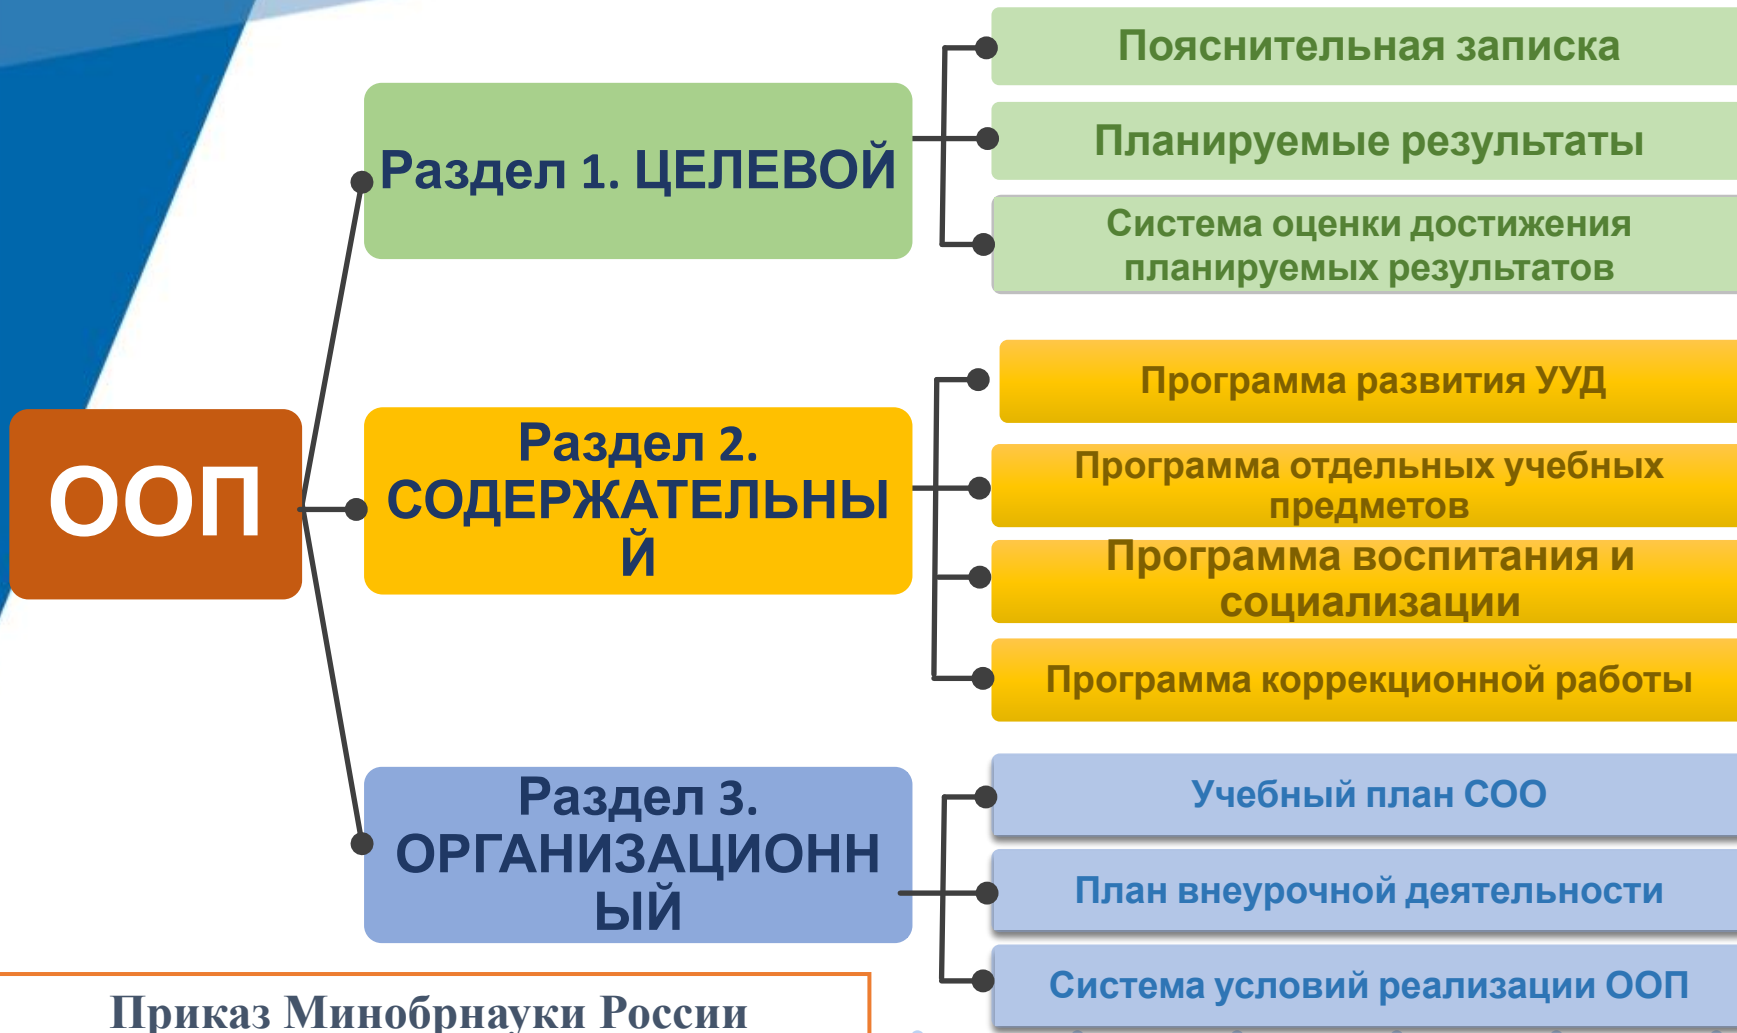 ООП
Раздел 1. ЦЕЛЕВОЙ
Пояснительная записка
Планируемые результаты
Система оценки достижения
планируемых результатов
Раздел 2.
СОДЕРЖАТЕЛЬНЫ
Й
Программа развития УУД
Программа отдельных учебных
предметов
Программа воспитания и
социализации
Программа коррекционной работы
Раздел 3.
ОРГАНИЗАЦИОНН
ЫЙ
Учебный план СОО
План внеурочной деятельности
Система условий реализации ООП
Приказ Минобрнауки России